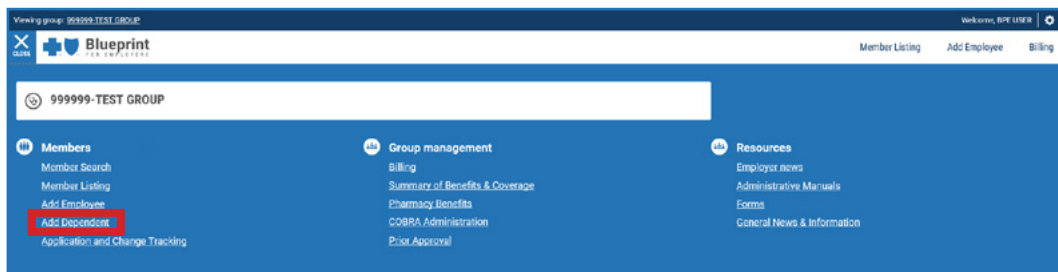 Viewing group: 999999-TEST GROUP
Welcome, BPE USER
CLOSE
Blueprint
FOR EMPLOYERS
Member Listing Add Employee Billing
999999-TEST GROUP
Members
Member Search
Member Listing
Add Employee
Add Dependent
Application and Change Tracking
Group management
Billing
Summary of Benefits & Coverage
Pharmacy Benefits
COBRA Administration
Prior Approval
Resources
Employer news
Administrative Manuals
Forms
General News & Information